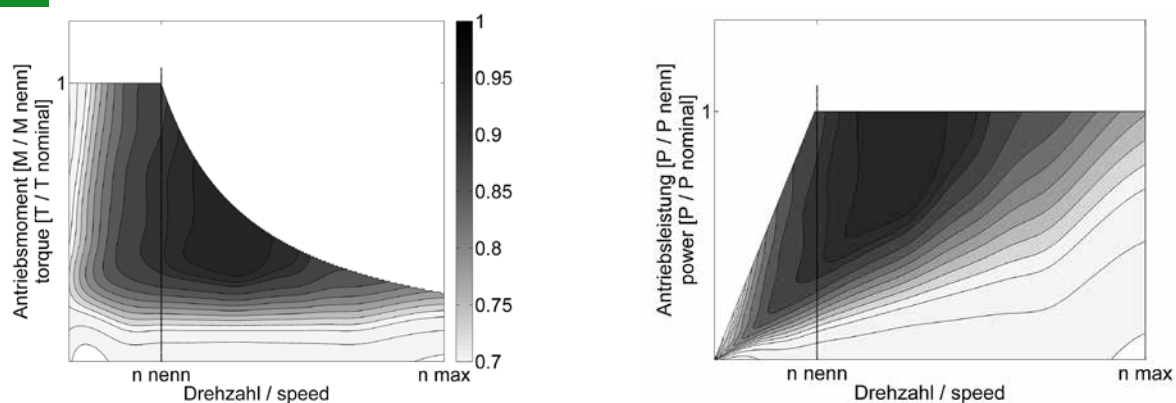 Antriebsmoment [M / M nenn]
torque [T / T nominal]
1
n nenn
n max
Drehzahl / speed
1
0.95
0.9
0.85
0.8
0.75
0.7
Antriebsleistung [P / P nenn]
power [P / P nominal]
1
n nenn
n max
Drehzahl / speed